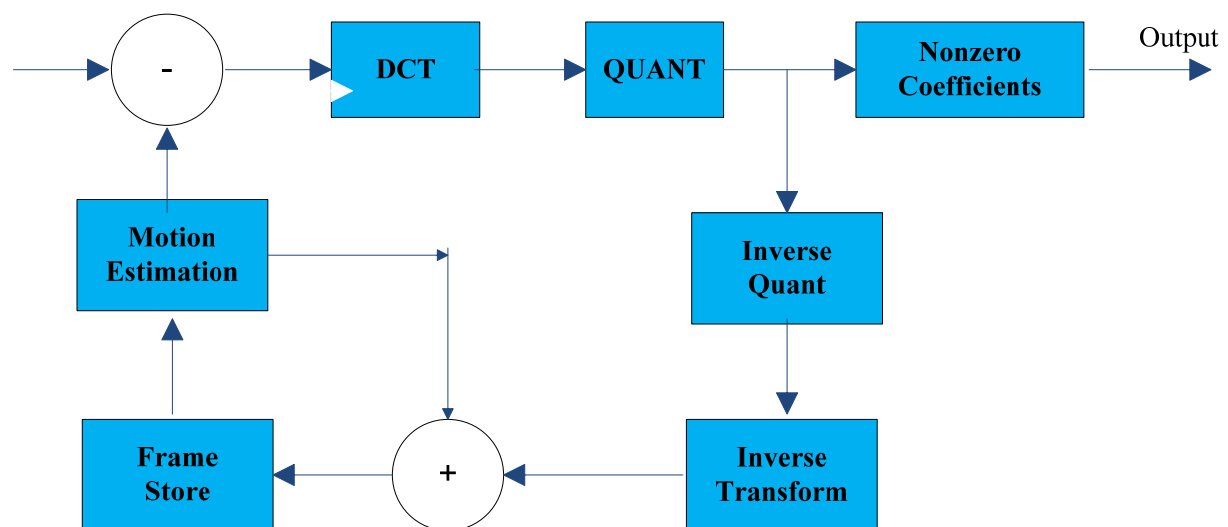 Output
-
DCT
QUANT
Nonzero
Coefficients
Motion
Estimation
Inverse
Quant
Frame
Store
+
Inverse
Transform